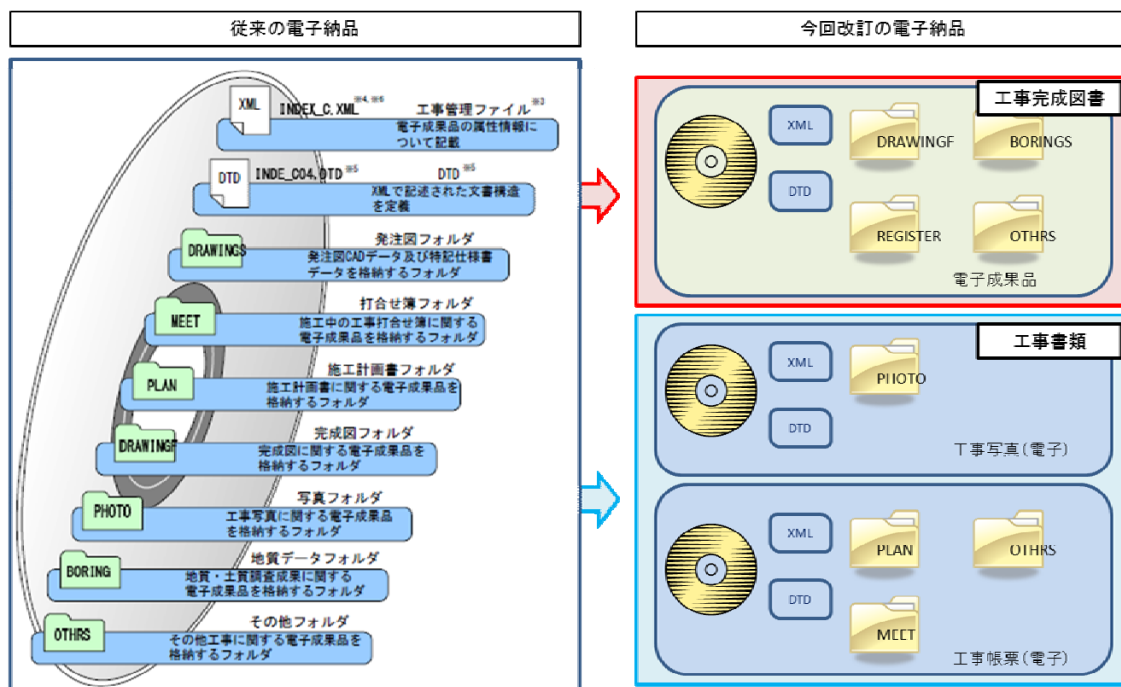 従来の電子納品
XML
INDEX_C.XML※4,※6 工事管理ファイル※3
電子成果品の属性情報に
ついて記載
DTD
INDE_C04.DTD※5 DTD※5
XMLで記述された文書構造
を定義
DRAWINGS
発注図フォルダ
発注図CADデータ及び特記仕様書
データを格納するフォルダ
MEET
打合せ簿フォルダ
施工中の工事打合せ簿に関する
電子成果品を格納するフォルダ
PLAN
施工計画書フォルダ
施工計画書に関する電子成果品を
格納するフォルダ
DRAWINGF
完成図フォルダ
完成図に関する電子成果品を
格納するフォルダ
PHOTO
写真フォルダ
工事写真に関する電子成果品
を格納するフォルダ
BORING
地質データフォルダ
地質・土質調査成果に関する
電子成果品を格納するフォルダ
OTHRS
その他フォルダ
その他工事に関する電子成果品を
格納するフォルダ
今回改訂の電子納品
工事完成図書
XML
DRAWINGF
BORINGS
DTD
REGISTER
OTHRS
電子成果品
工事書類
XML
PHOTO
DTD
工事写真(電子)
XML
PLAN
OTHRS
DTD
MEET
工事帳票(電子)